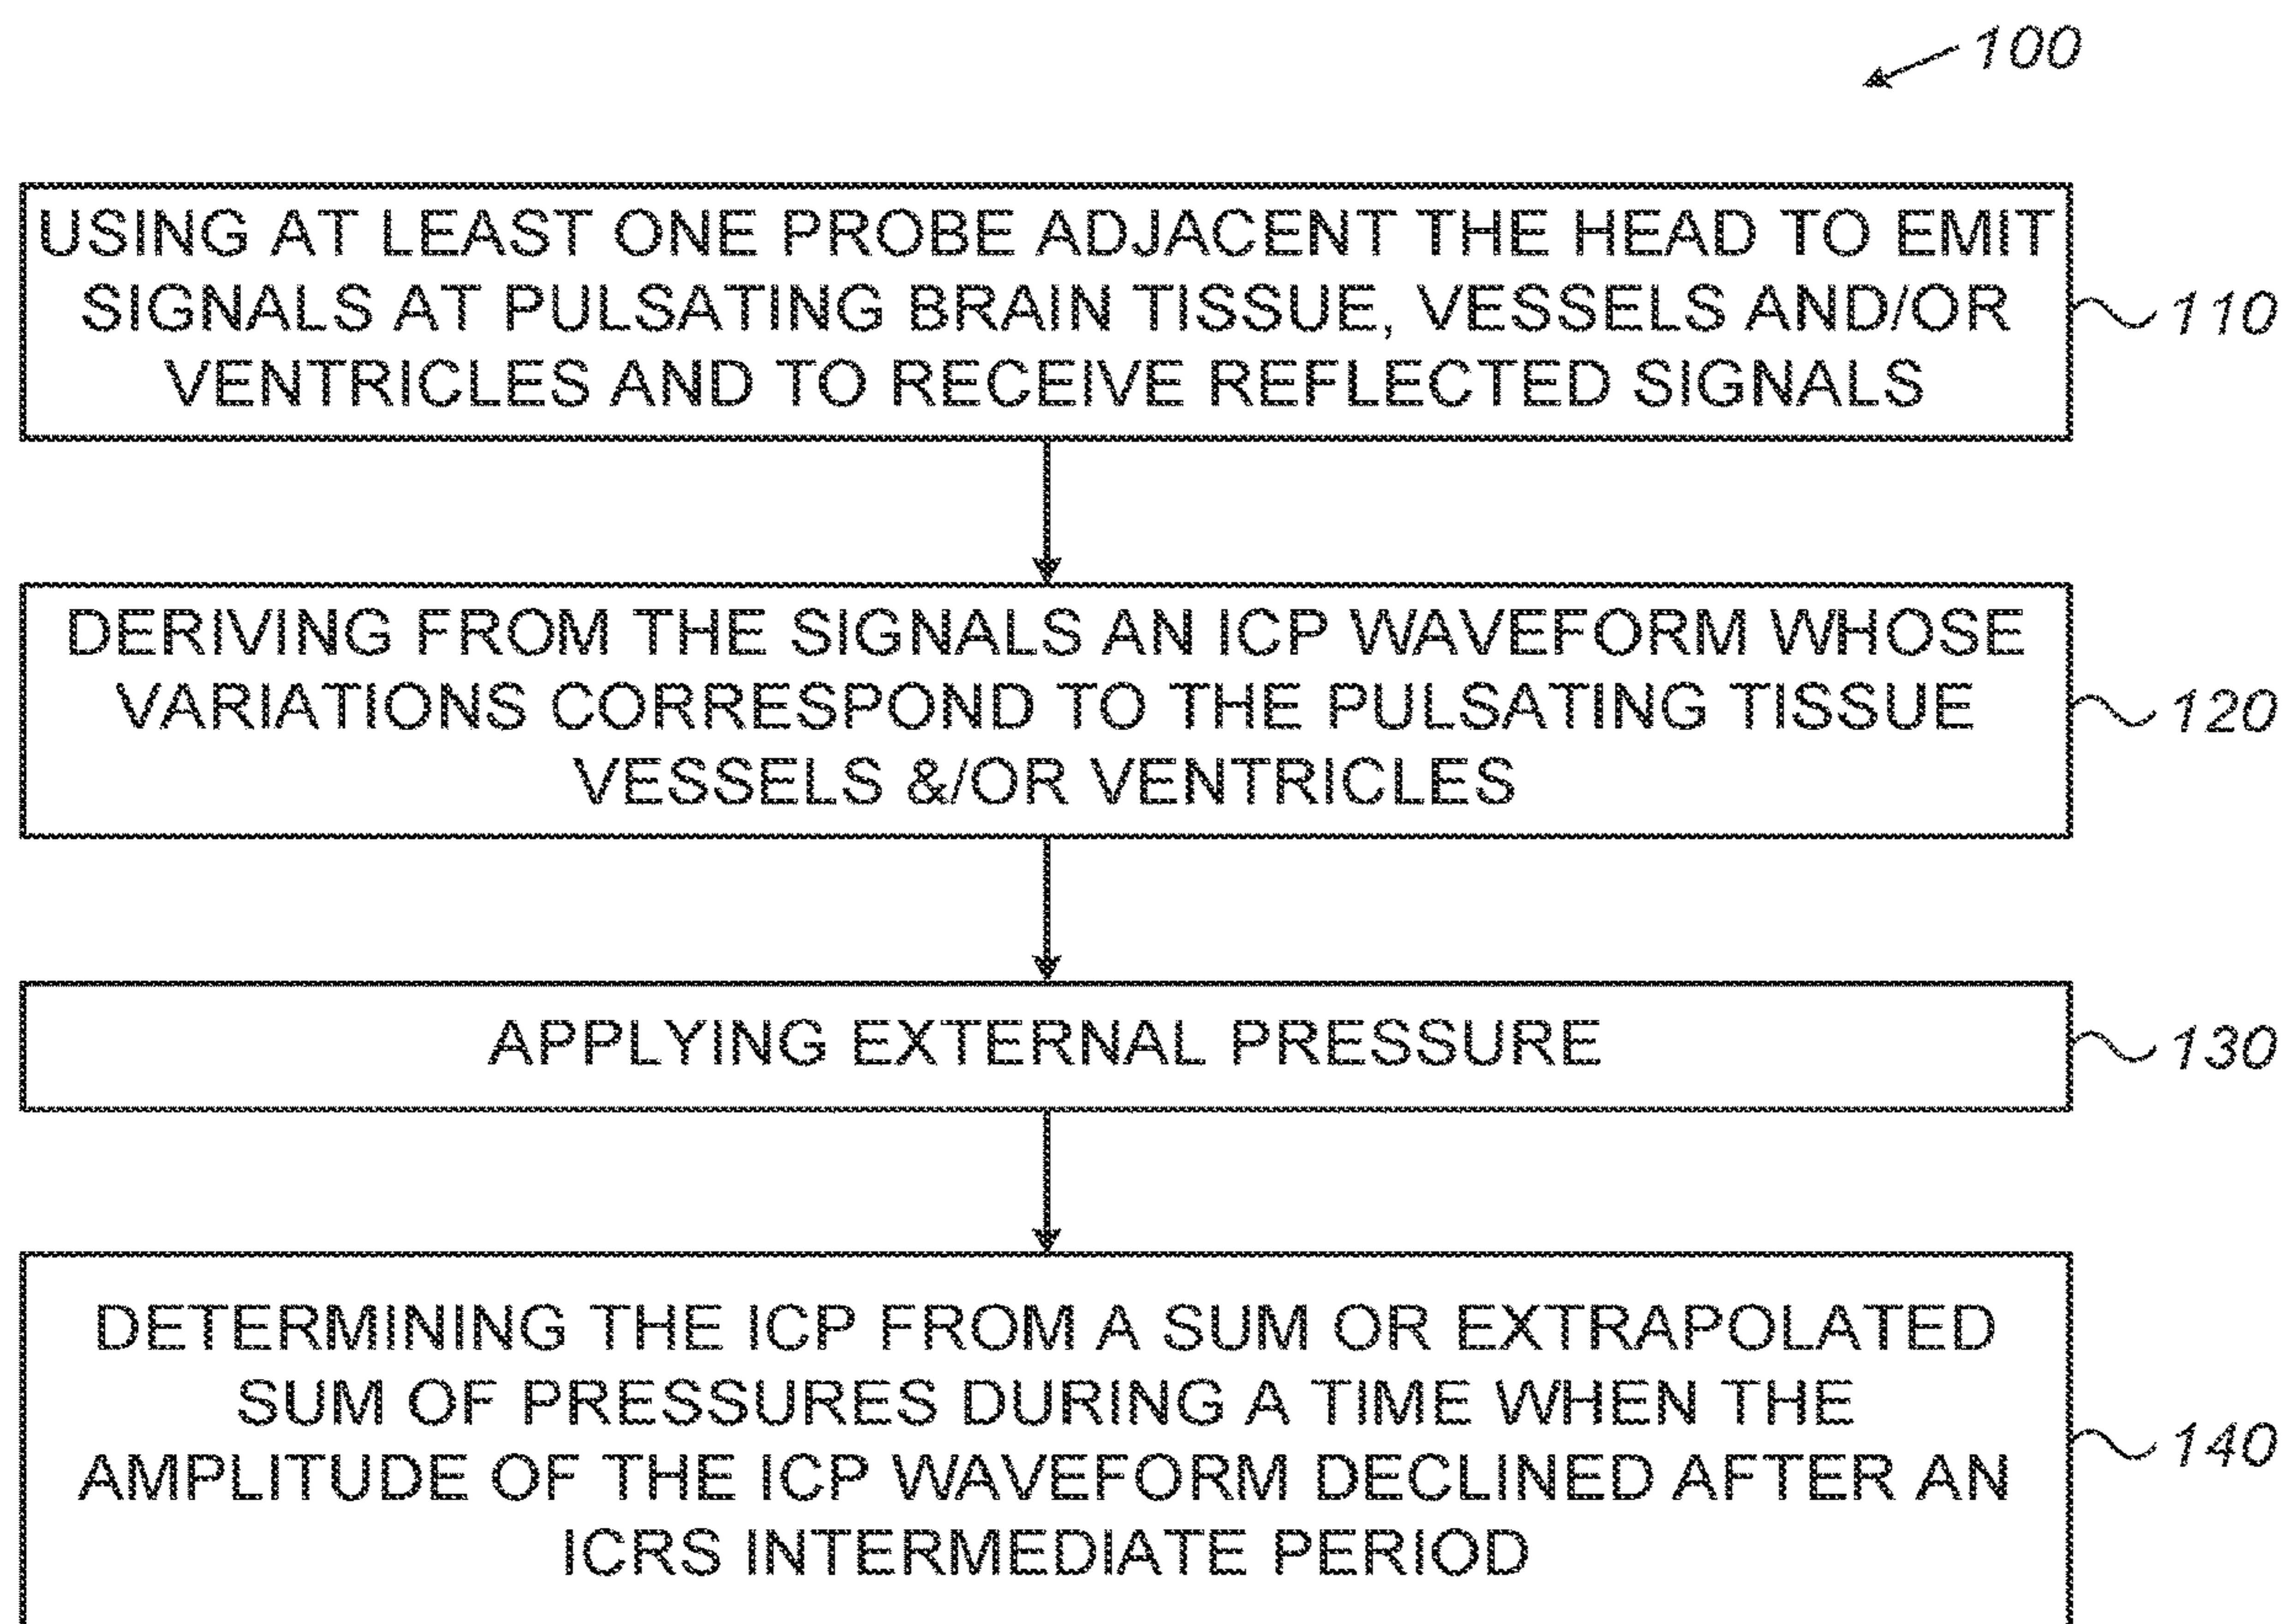 100
USING AT LEAST ONE PROBE ADJACENT THE HEAD TO EMIT
SIGNALS AT PULSATING BRAIN TISSUE, VESSELS AND/OR
VENTRICLES AND TO RECEIVE REFLECTED SIGNALS
110
DERIVING FROM THE SIGNALS AN ICP WAVEFORM WHOSE
VARIATIONS CORRESPOND TO THE PULSATING TISSUE
VESSELS &/OR VENTRICLES
120
APPLYING EXTERNAL PRESSURE
130
DETERMINING THE ICP FROM A SUM OR EXTRAPOLATED
SUM OF PRESSURES DURING A TIME WHEN THE
AMPLITUDE OF THE ICP WAVEFORM DECLINED AFTER AN
ICRS INTERMEDIATE PERIOD
140